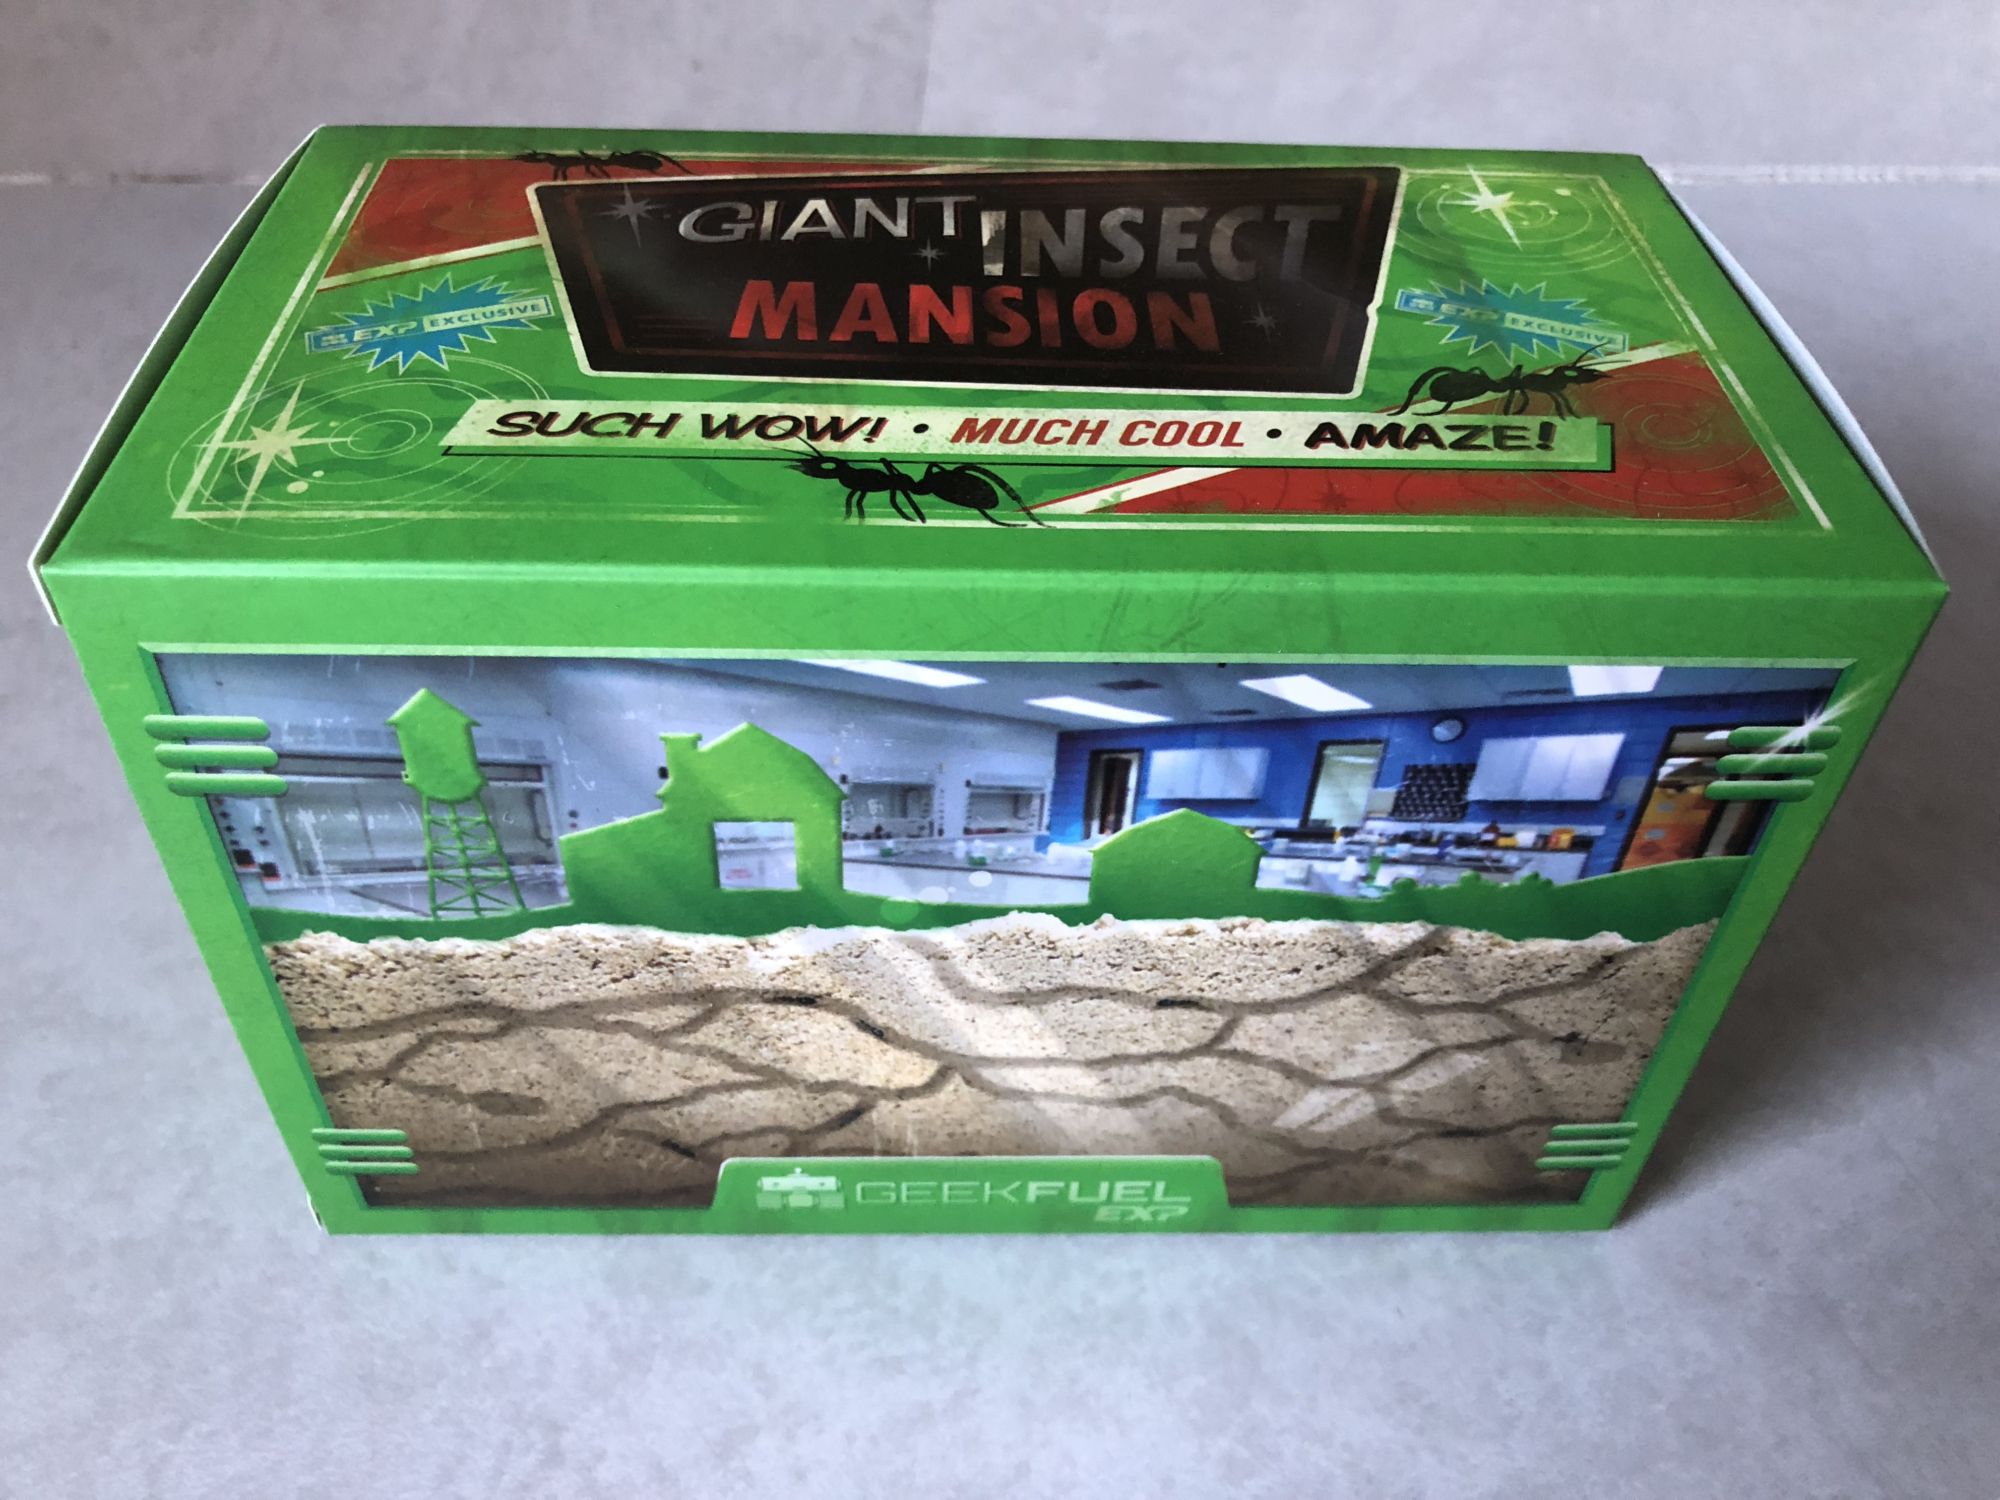 GIANT INSECT
MANSION
EXP EXCLUSIVE
EXP EXCLUSIVE
SUCH WOW! • MUCH COOL • AMAZE!
GEEKFUEL
EXP